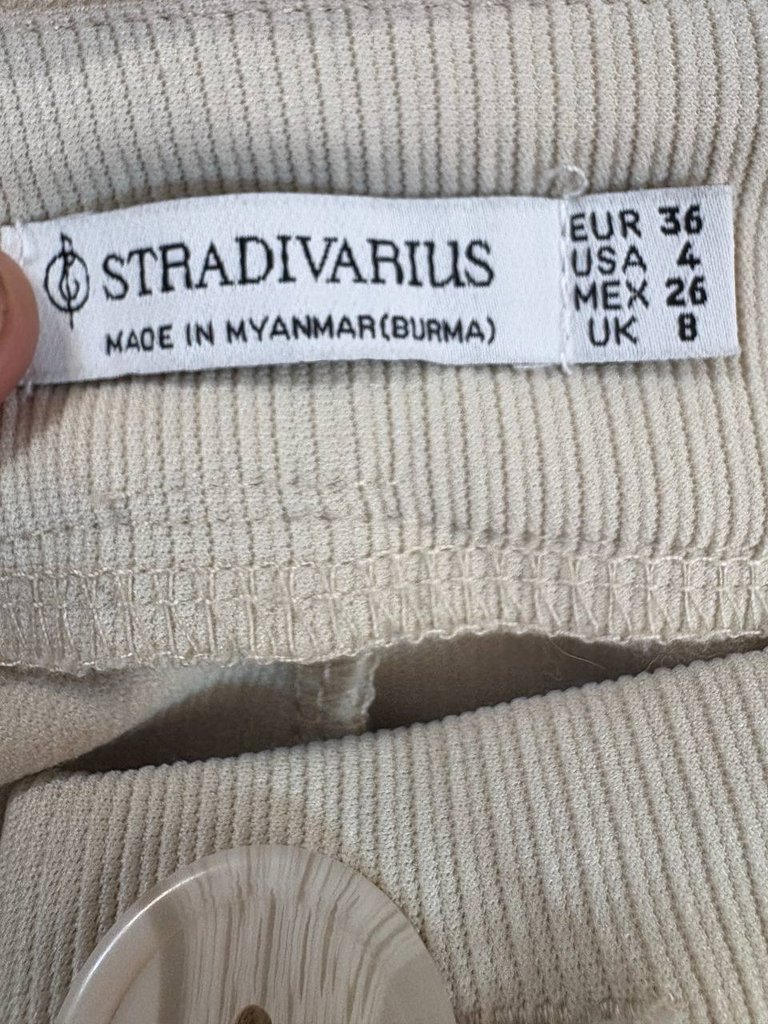 STRADIVARIUS
MADE IN MYANMAR(BURMA)
EUR 36
USA 4
MEX 26
UK 8